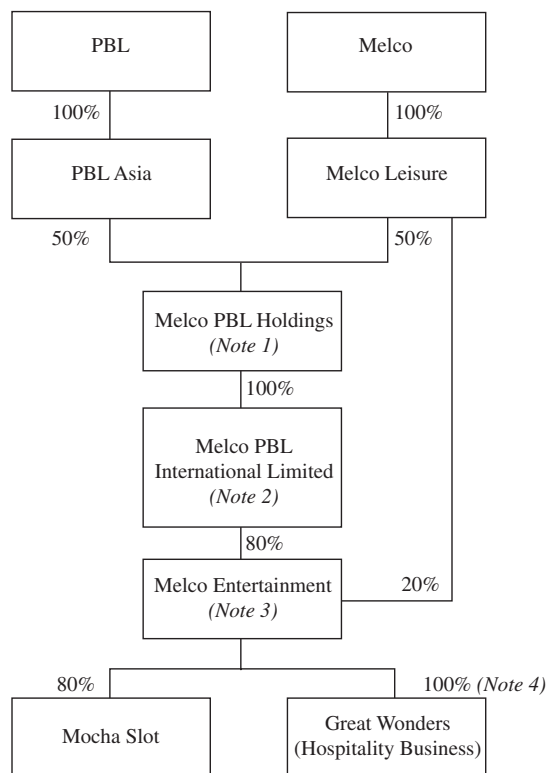 PBL
Melco
100%
100%
PBL Asia
Melco Leisure
50%
50%
Melco PBL Holdings
(Note 1)
100%
Melco PBL
International Limited
(Note 2)
80%
Melco Entertainment
(Note 3)
20%
80%
100% (Note 4)
Mocha Slot
Great Wonders
(Hospitality Business)